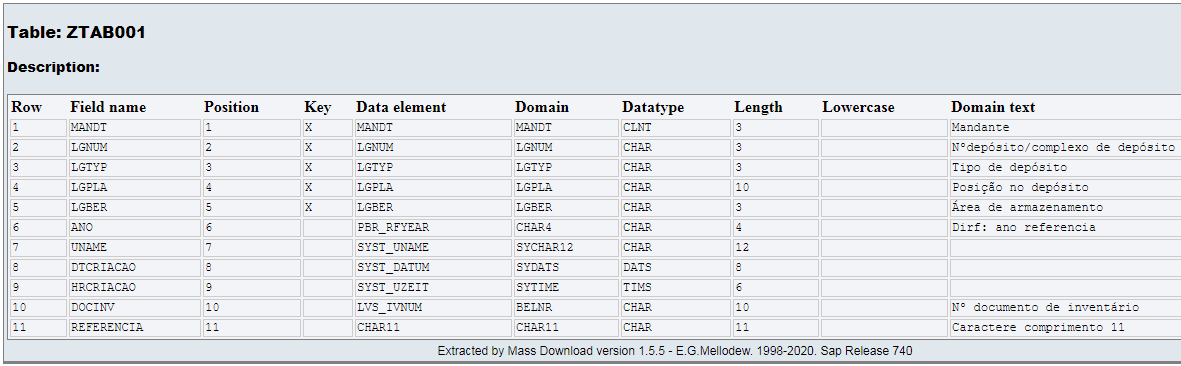 Table: ZTAB001
Description:
Row Field name Position Key Data element Domain Datatype Length Lowercase Domain text
1 MANDT 1 X MANDT MANDT CLNT 3 Mandante
2 LGNUM 2 X LGNUM LGNUM CHAR 3 Nºdepósito/complexo de depósito
3 LGTYP 3 X LGTYP LGTYP CHAR 3 Tipo de depósito
4 LGPLA 4 X LGPLA LGPLA CHAR 10 Posição no depósito
5 LGBER 5 X LGBER LGBER CHAR 3 Área de armazenamento
6 ANO 6 PBR_RFYEAR CHAR4 CHAR 4 Dirf: ano referencia
7 UNAME 7 SYST_UNAME SYCHAR12 CHAR 12
8 DTCRIACAO 8 SYST_DATUM SYDATS DATS 8
9 HRCRIACAO 9 SYST_UZEIT SYTIME TIMS 6
10 DOCINV 10 LVS_IVNUM BELNR CHAR 10 Nº documento de inventário
11 REFERENCIA 11 CHAR11 CHAR11 CHAR 11 Caractere comprimento 11
Extracted by Mass Download version 1.5.5 - E.G.Mellodew. 1998-2020. Sap Release 740